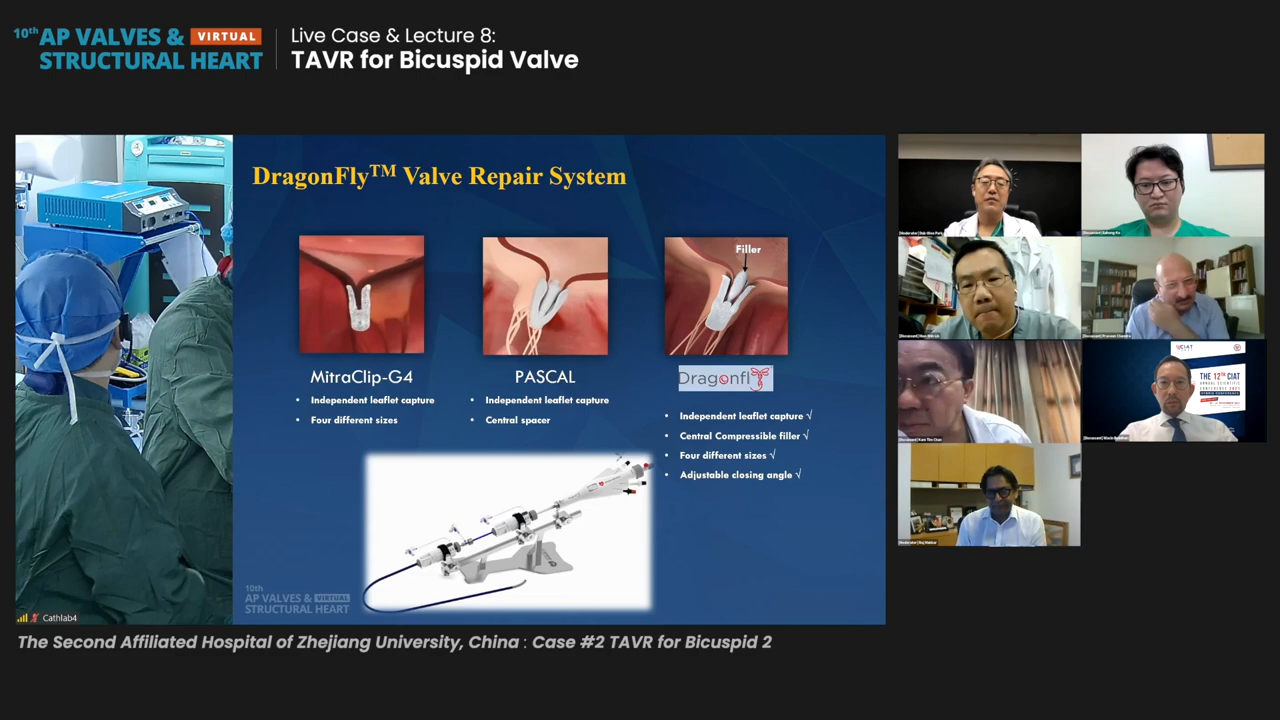 10th AP VALVES & VIRTUAL
STRUCTURAL HEART
Live Case & Lecture 8:
TAVR for Bicuspid Valve
DragonFly™ Valve Repair System
Filler
MitraClip-G4
• Independent leaflet capture
• Four different sizes
PASCAL
• Independent leaflet capture
• Central spacer
Dragonfly
• Independent leaflet capture √
• Central Compressible filler √
• Four different sizes √
• Adjustable closing angle √
10th
AP VALVES & VIRTUAL
STRUCTURAL HEART
Cathlab4
CIAT
THE 12TH CIAT
The Second Affiliated Hospital of Zhejiang University, China : Case #2 TAVR for Bicuspid 2